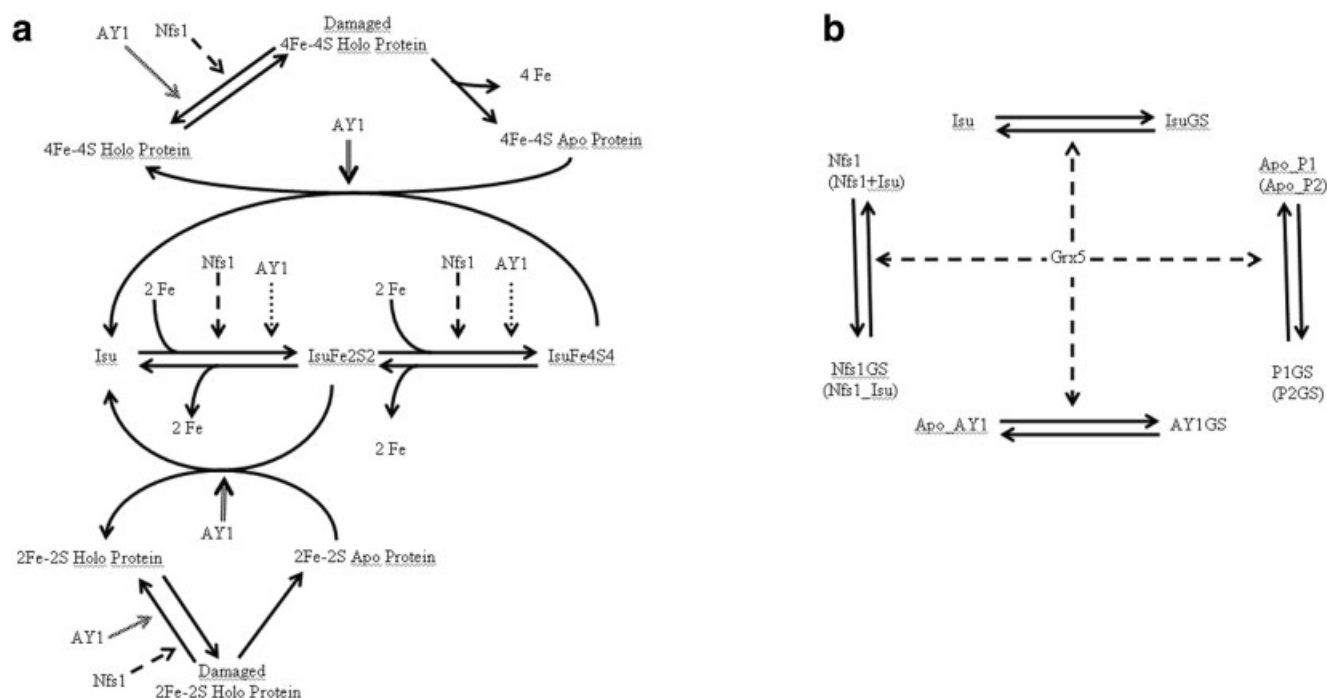 a
AY1
Nfs1
Damaged
4Fe-4S Holo Protein
4 Fe
4Fe-4S Holo Protein
AY1
4Fe-4S Apo Protein
2 Fe
Nfs1
AY1
2 Fe
Nfs1
AY1
Isu
IsuFe2S2
IsuFe4S4
2 Fe
2 Fe
AY1
2Fe-2S Holo Protein
2Fe-2S Apo Protein
AY1
Nfs1
Damaged
2Fe-2S Holo Protein
b
Isu
IsuGS
Nfs1
(Nfs1+Isu)
Apo_P1
(Apo_P2)
Grx5
Nfs1GS
(Nfs1_Isu)
P1GS
(P2GS)
Apo_AY1
AY1GS